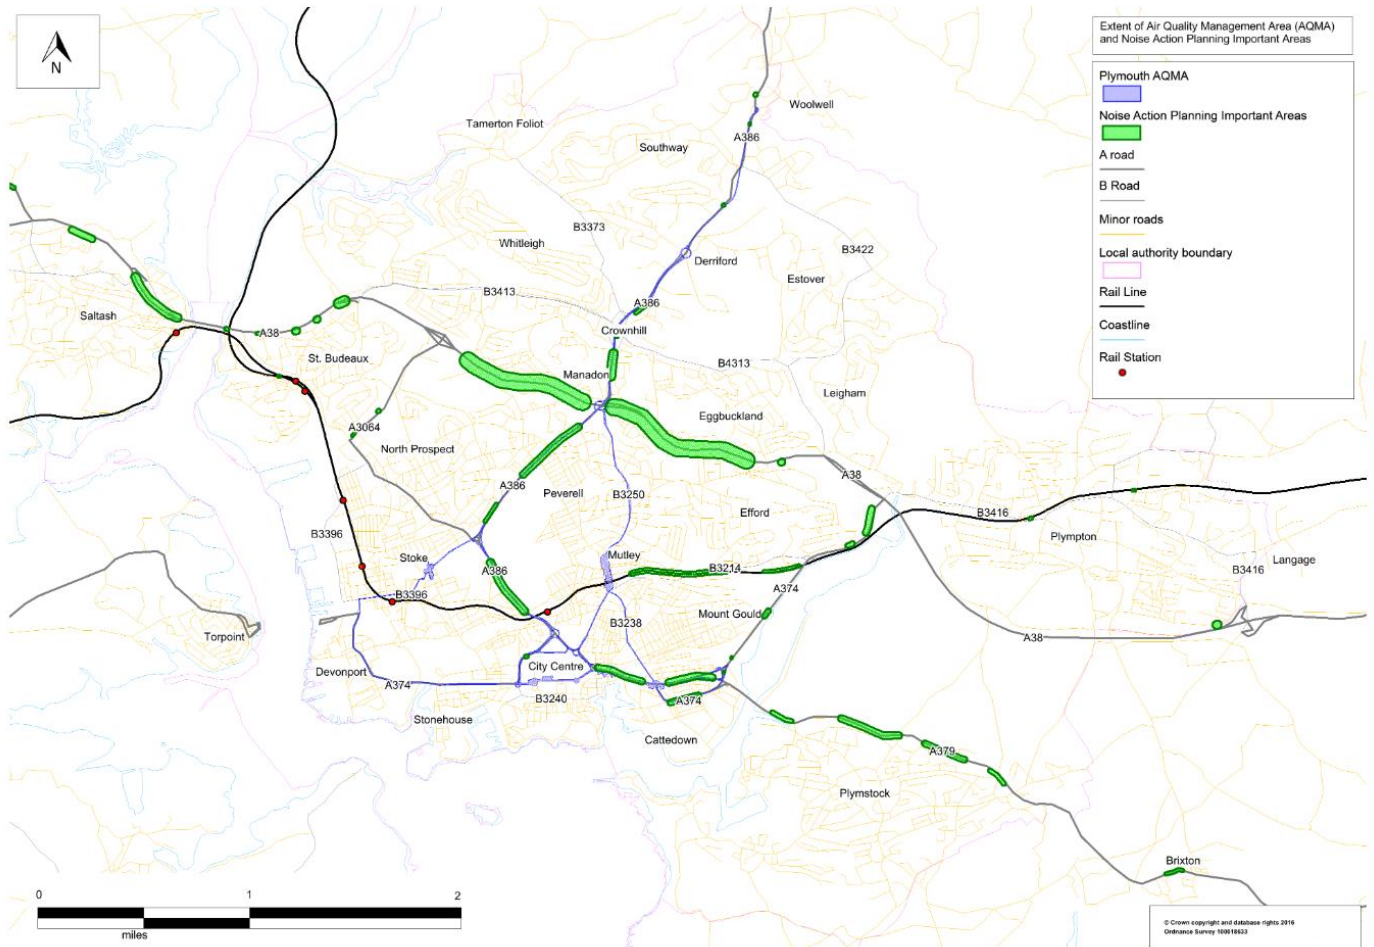 N
Extent of Air Quality Management Area (AQMA)
and Noise Action Planning Important Areas
Plymouth AQMA
Noise Action Planning Important Areas
A road
B Road
Minor roads
Local authority boundary
Rail Line
Coastline
Rail Station
Woolwell
Tamerton Foliot
A386
Southway
B3373
Whitleigh
B3422
Derriford
Estover
B3413
A386
Saltash
A38
Crownhill
St. Budeaux
B4313
Manadon
Leigham
Eggbuckland
A3064
North Prospect
A38
A386
Peverell
B3250
Efford
B3416
Plympton
B3396
Stoke
Mutley
Langage
A386
B3214
B3416
B3396
A374
Mount Gould
B3238
Torpoint
A38
City Centre
Devonport
A374
B3240
A374
Stonehouse
Cattedown
A379
Plymstock
Brixton
0 1 2
miles
© Crown copyright and database rights 2016
Ordnance Survey 100018633